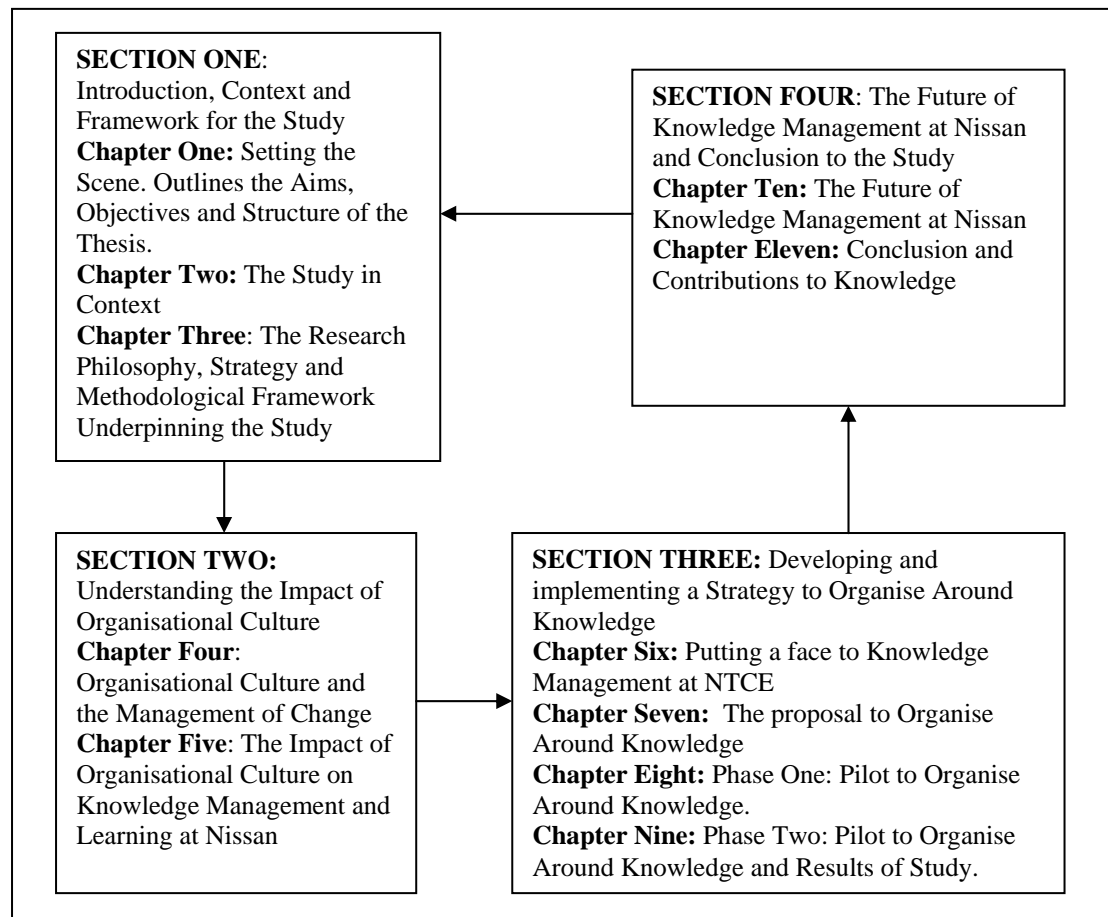 SECTION ONE:
Introduction, Context and
Framework for the Study
Chapter One: Setting the
Scene. Outlines the Aims,
Objectives and Structure of the
Thesis.
Chapter Two: The Study in
Context
Chapter Three: The Research
Philosophy, Strategy and
Methodological Framework
Underpinning the Study
SECTION TWO:
Understanding the Impact of
Organisational Culture
Chapter Four:
Organisational Culture and
the Management of Change
Chapter Five: The Impact of
Organisational Culture on
Knowledge Management and
Learning at Nissan
SECTION THREE: Developing and
implementing a Strategy to Organise Around
Knowledge
Chapter Six: Putting a face to Knowledge
Management at NTCE
Chapter Seven: The proposal to Organise
Around Knowledge
Chapter Eight: Phase One: Pilot to Organise
Around Knowledge.
Chapter Nine: Phase Two: Pilot to Organise
Around Knowledge and Results of Study.
SECTION FOUR: The Future of
Knowledge Management at Nissan
and Conclusion to the Study
Chapter Ten: The Future of
Knowledge Management at Nissan
Chapter Eleven: Conclusion and
Contributions to Knowledge